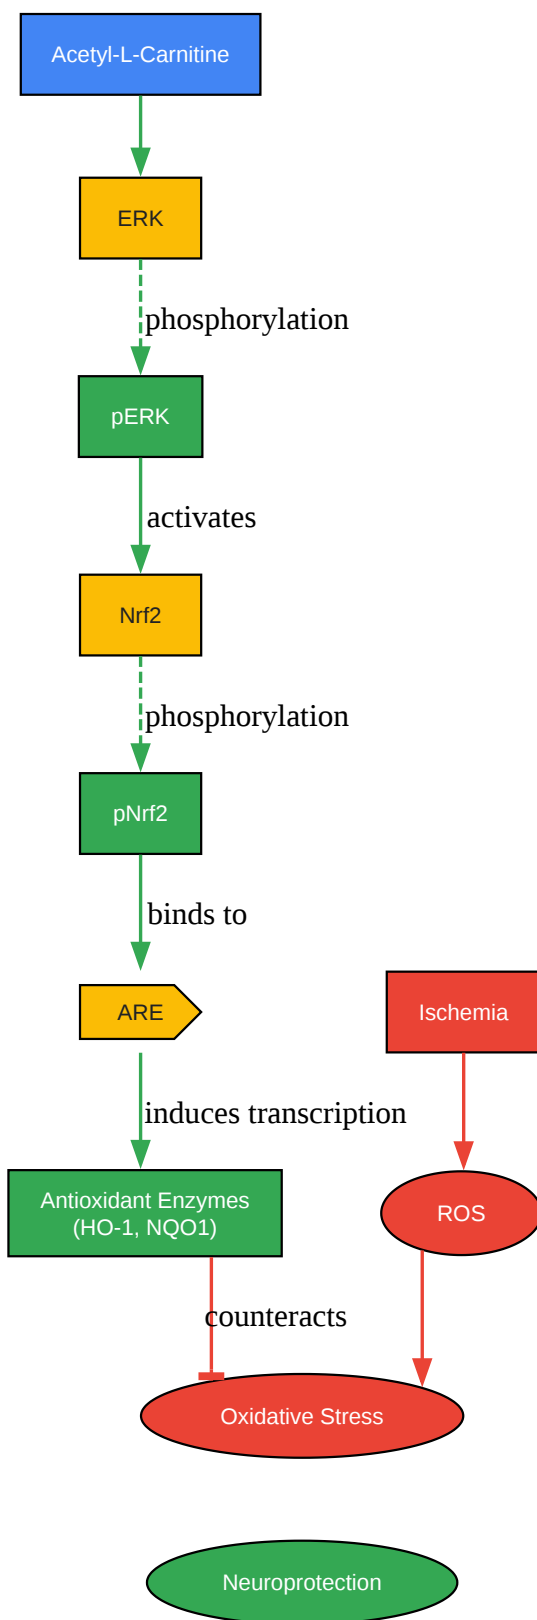 Acetyl-L-Carnitine
ERK
phosphorylation
pERK
activates
Nrf2
phosphorylation
pNrf2
binds to
ARE
Ischemia
induces transcription
Antioxidant Enzymes
(HO-1, NQO1)
ROS
counteracts
Oxidative Stress
Neuroprotection